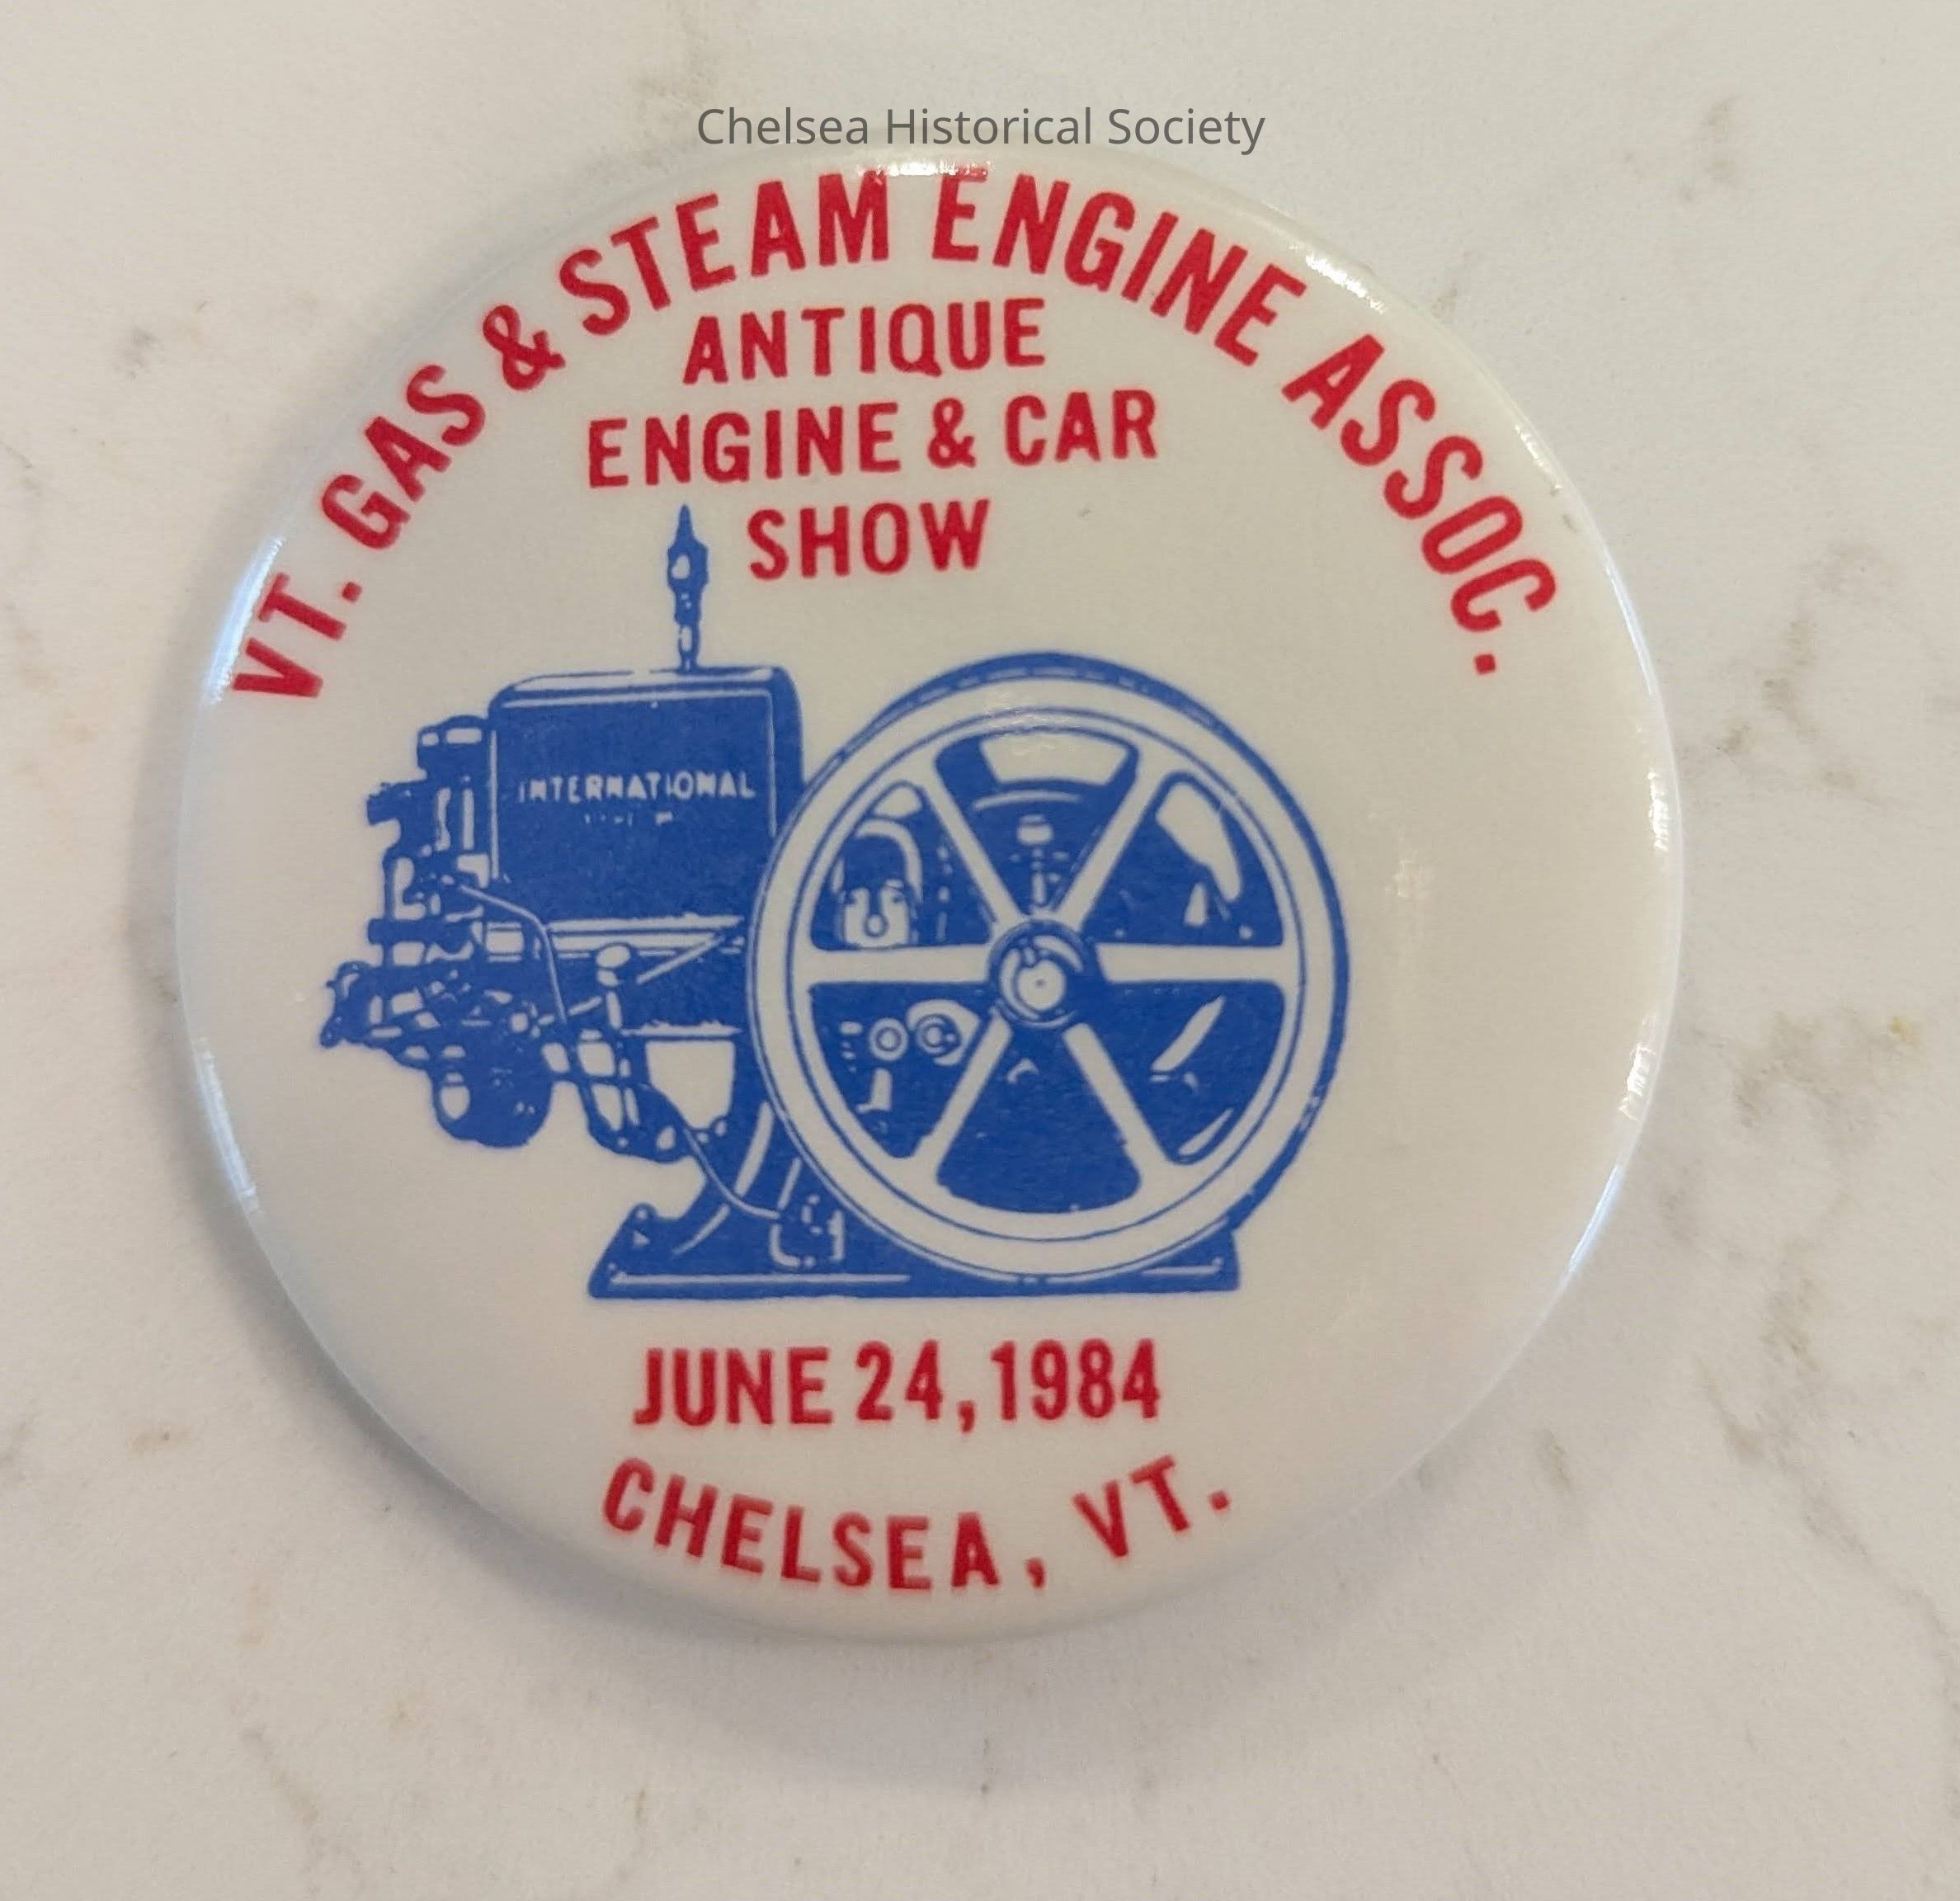 Chelsea Historical Society
VT. GAS & STEAM ENGINE ASSOC.
ANTIQUE
ENGINE & CAR
SHOW
INTERNATIONAL
JUNE 24, 1984
CHELSEA, VT.